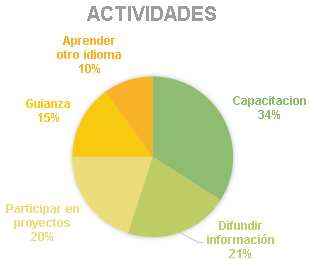 ACTIVIDADES
Aprender
otro idioma
10%
Guianza
15%
Capacitacion
34%
Participar en
proyectos
20%
Difundir
información
21%